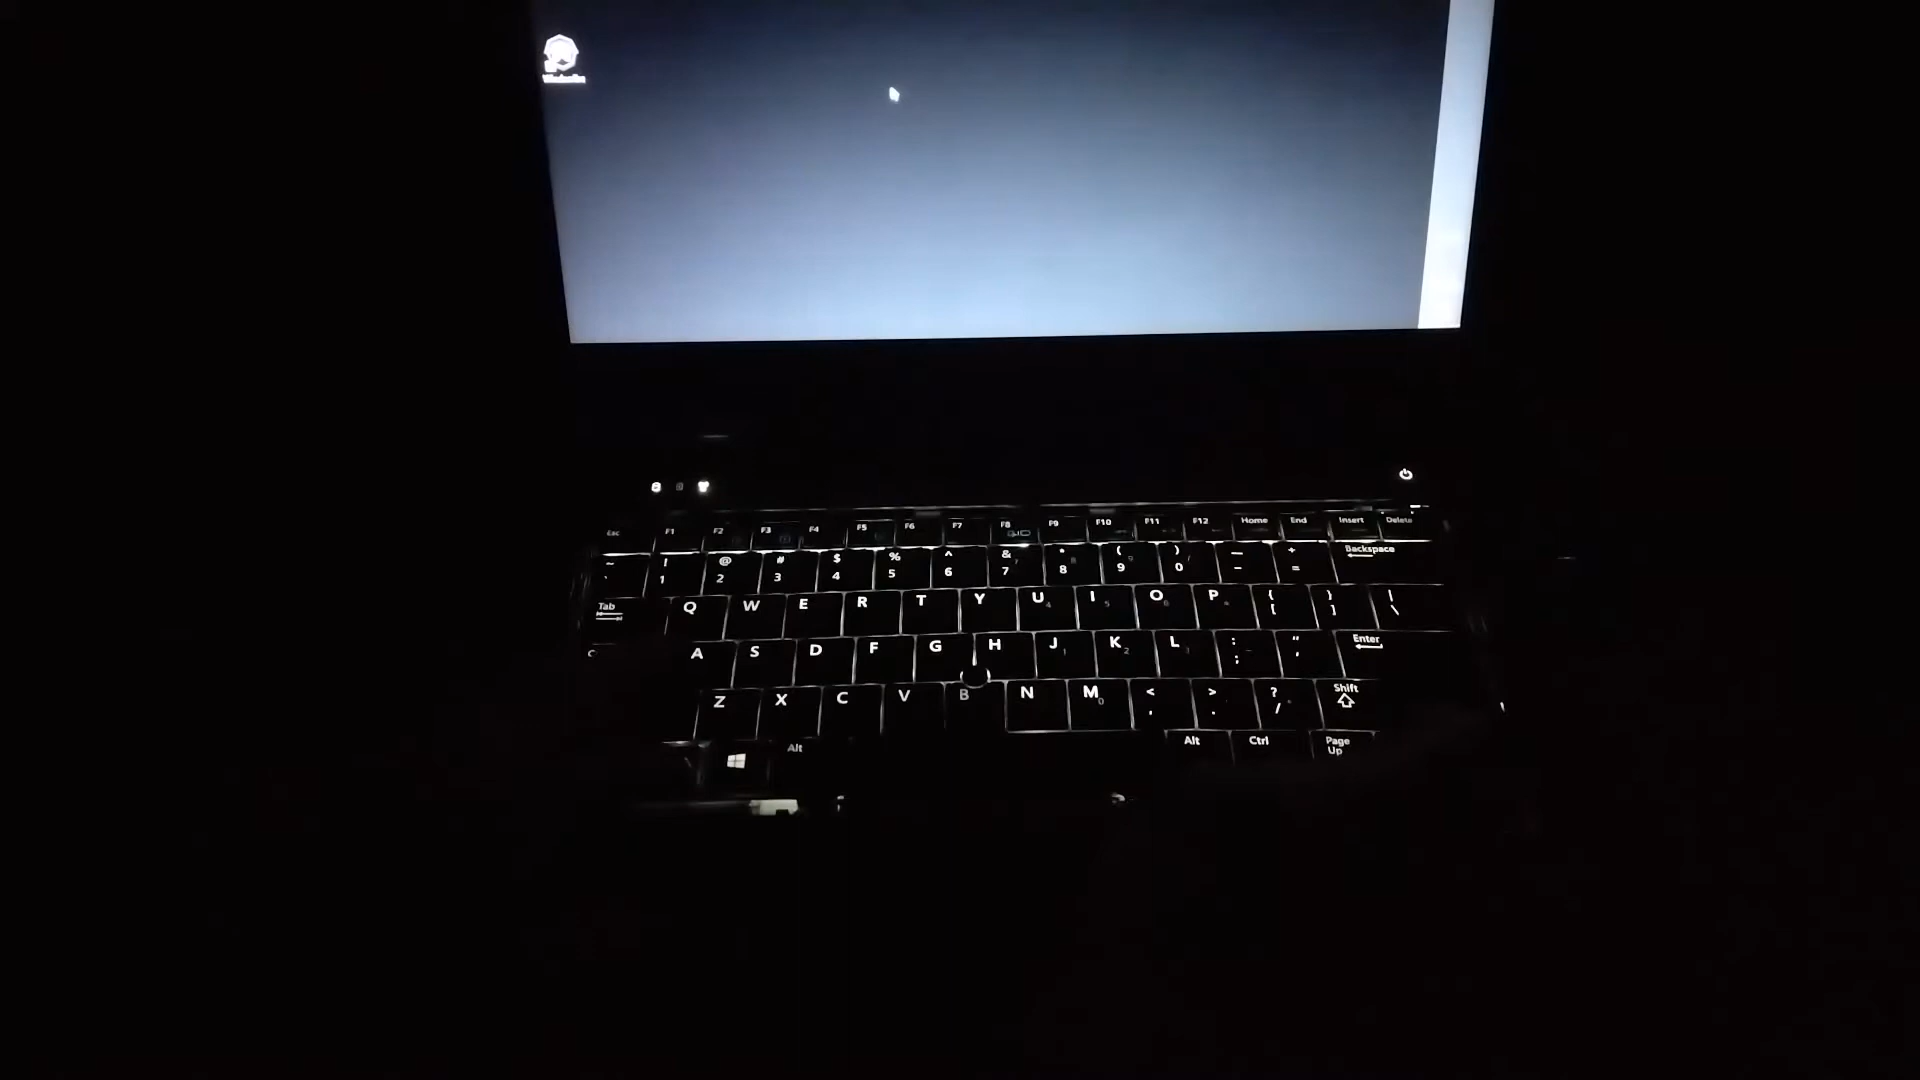 Esc F1 F2 F3 F4 F5 F6 F7 F8 F9 F10 F11 F12 Home End Insert Delete
~ ! @ # $ % ^ & * ( ) — + Backspace
` 1 2 3 4 5 6 7 8 9 0 - =
Tab Q W E R T Y U I O P { } |
[ ] \
A S D F G H J K L : " Enter
; '
Z X C V B N M < > ? Shift
, . /
Alt Alt Ctrl Page
Up